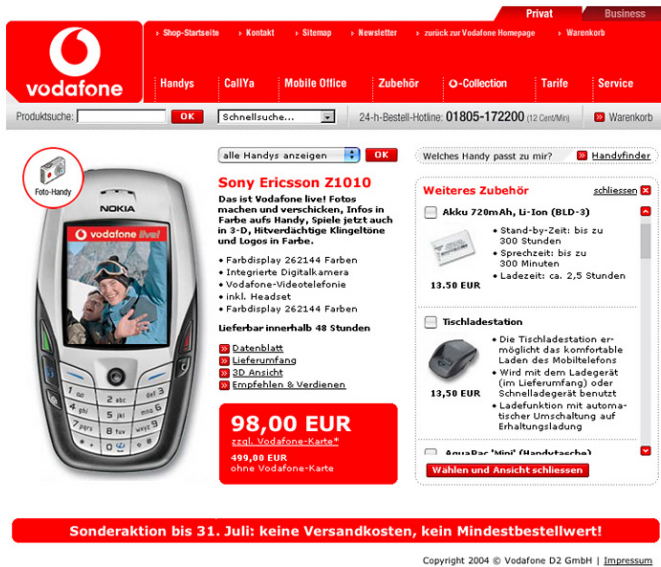 Privat
Business
Shop-Startseite
Kontakt
Sitemap
Newsletter
zurück zur Vodafone Homepage
Warenkorb
vodafone
Handys
CallYa
Mobile Office
Zubehör
-Collection
Tarife
Service
Produktsuche:
OK
Schnellsuche...
24-h-Bestell-Hotline: 01805-172200 (12 Cent/Min)
Warenkorb
Foto-Handy
NOKIA
vodafone live!
alle Handys anzeigen
OK
Sony Ericsson Z1010
Das ist Vodafone live! Fotos
machen und verschicken, Infos in
Farbe aufs Handy, Spiele jetzt auch
in 3-D, Hitverdächtige Klingeltöne
und Logos in Farbe.
• Farbdisplay 262144 Farben
• Integrierte Digitalkamera
• Vodafone-Videotelefonie
• inkl. Headset
• Farbdisplay 262144 Farben
Lieferbar innerhalb 48 Stunden
Datenblatt
Lieferumfang
3D Ansicht
Empfehlen & Verdienen
98,00 EUR
zzgl. Vodafone-Karte*
499,00 EUR
ohne Vodafone-Karte
Welches Handy passt zu mir?
Handyfinder
Weiteres Zubehör
schliessen
Akku 720mAh, Li-Ion (BLD-3)
• Stand-by-Zeit: bis zu
300 Stunden
• Sprechzeit: bis zu
300 Minuten
• Ladezeit: ca. 2,5 Stunden
13.50 EUR
Tischladestation
• Die Tischladestation er-
möglicht das komfortable
Laden des Mobiltelefons
• Wird mit dem Ladegerät
(im Lieferumfang) oder
Schnelladegerät benutzt
• Ladefunktion mit automa-
tischer Umschaltung auf
Erhaltungsladung
13,50 EUR
AquaPac 'Mini' (Handytasche)
Wählen und Ansicht schliessen
Sonderaktion bis 31. Juli: keine Versandkosten, kein Mindestbestellwert!
Copyright 2004 © Vodafone D2 GmbH | Impressum